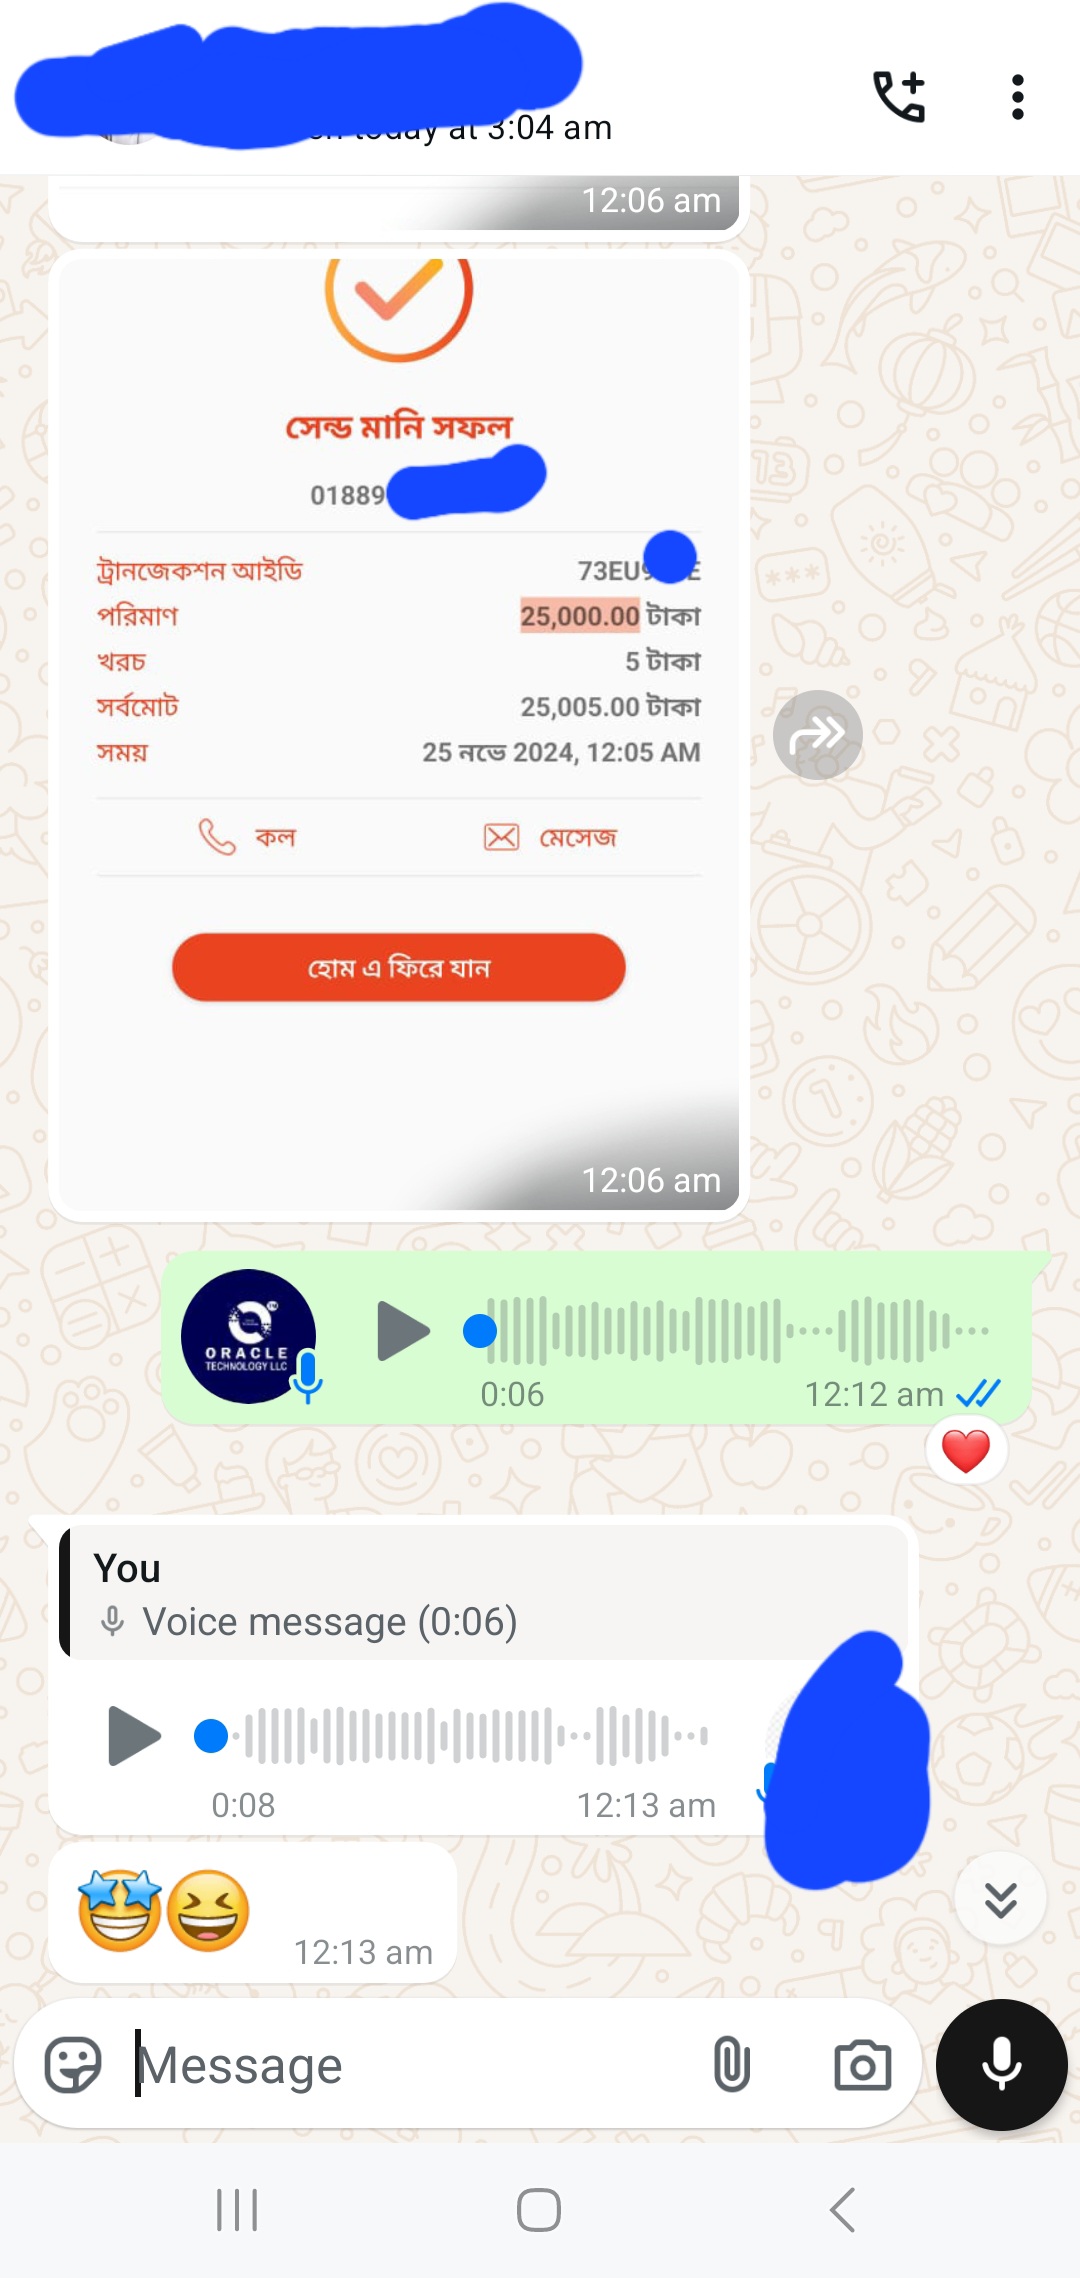 today at 3:04 am
12:06 am
সেন্ড মানি সফল
01889
ট্রানজেকশন আইডি 73EU
পরিমাণ 25,000.00 টাকা
খরচ 5 টাকা
সর্বমোট 25,005.00 টাকা
সময় 25 নভে 2024, 12:05 AM
কল মেসেজ
হোম এ ফিরে যান
12:06 am
ORACLE
TECHNOLOGY LLC
0:06 12:12 am
You
Voice message (0:06)
0:08 12:13 am
12:13 am
Message